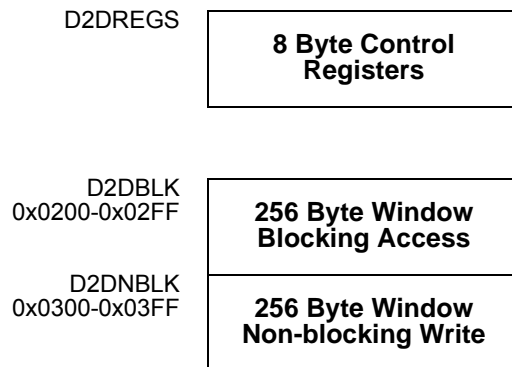 D2DREGS
8 Byte Control
Registers
D2DBLK
0x0200-0x02FF
256 Byte Window
Blocking Access
D2DNBLK
0x0300-0x03FF
256 Byte Window
Non-blocking Write